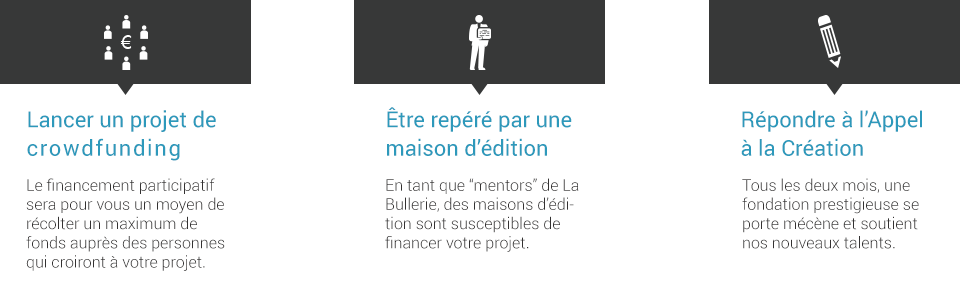 €
Lancer un projet de
crowdfunding
Le financement participatif
sera pour vous un moyen de
récolter un maximum de
fonds auprès des personnes
qui croiront à votre projet.
Être repéré par une
maison d'édition
En tant que “mentors” de La
Bullerie, des maisons d'édi-
tion sont susceptibles de
financer votre projet.
Répondre à l'Appel
à la Création
Tous les deux mois, une
fondation prestigieuse se
porte mécène et soutient
nos nouveaux talents.